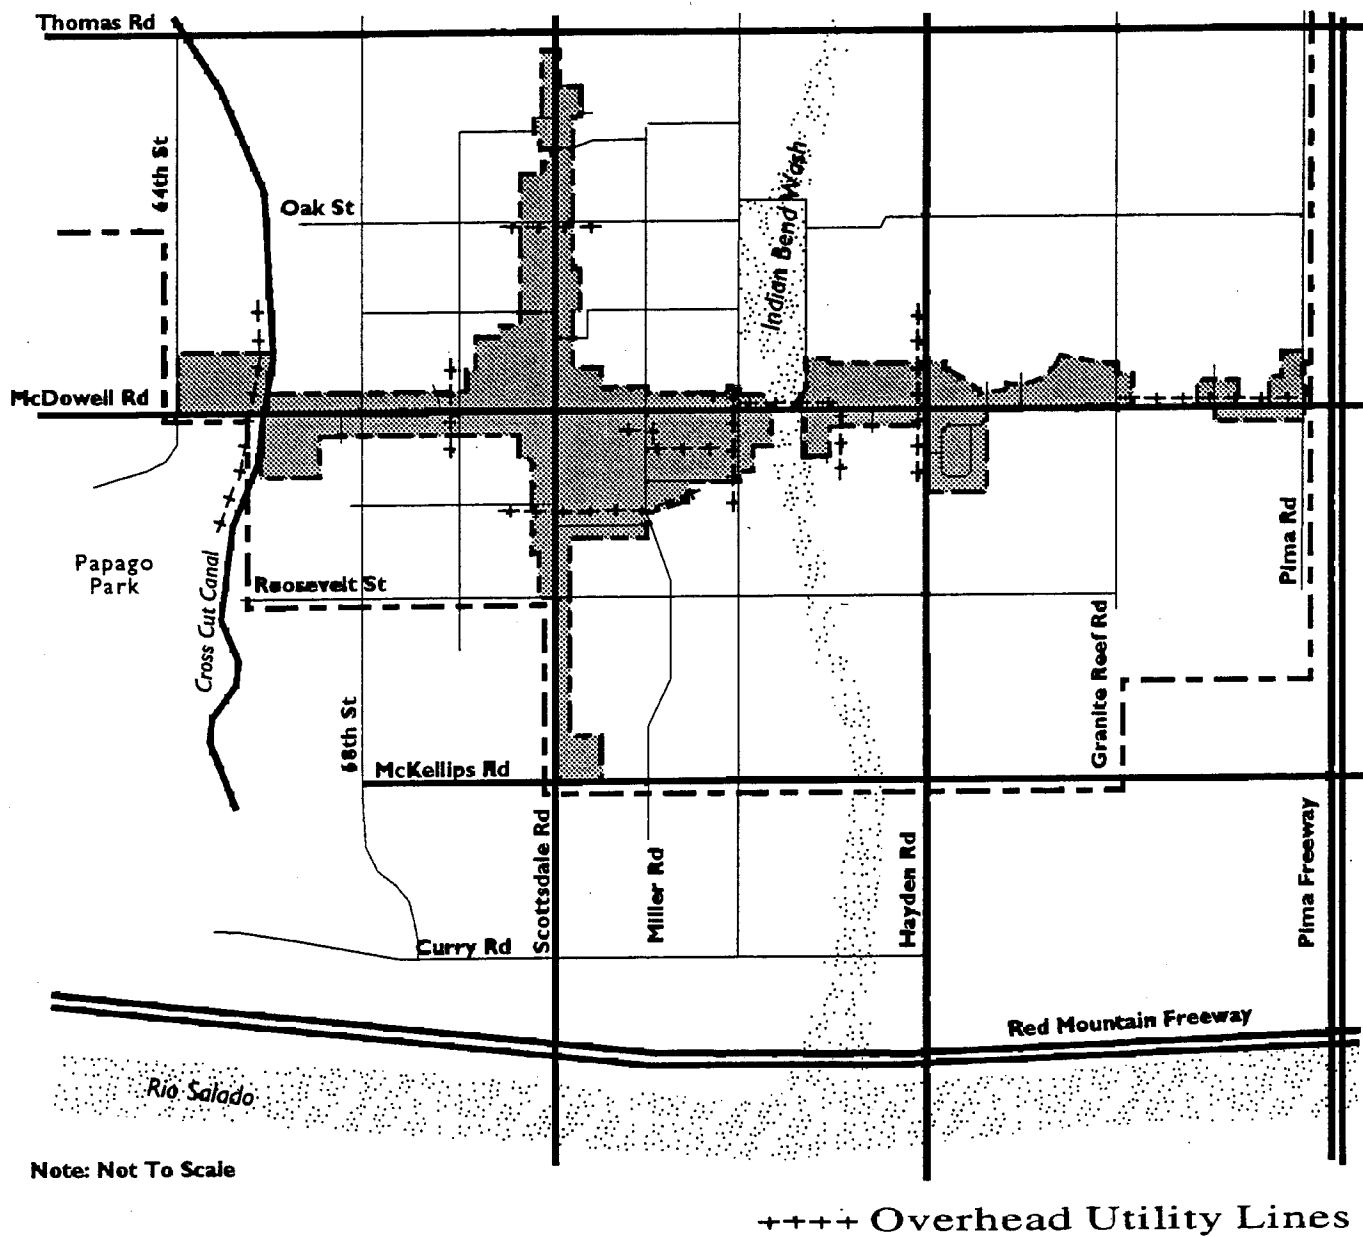 Thomas Rd
64th St
Oak St
Indian Bend Wash
McDowell Rd
Papago
Park
Cross Cut Canal
Roosevelt St
Pima Rd
Granite Reef Rd
68th St
McKellips Rd
Scottsdale Rd
Miller Rd
Hayden Rd
Pima Freeway
Curry Rd
Red Mountain Freeway
Rio Salado
Note: Not To Scale
++++ Overhead Utility Lines